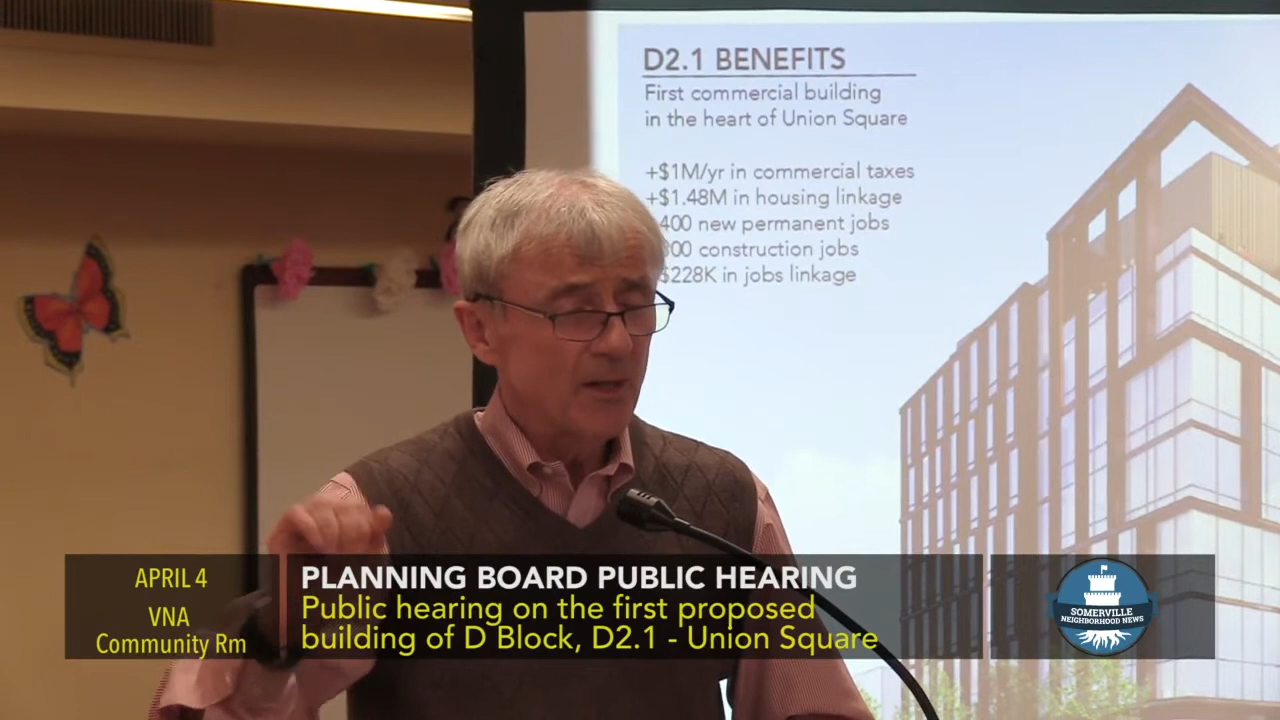 D2.1 BENEFITS
First commercial building
in the heart of Union Square
+$1M/yr in commercial taxes
+$1.48M in housing linkage
400 new permanent jobs
00 construction jobs
$228K in jobs linkage
APRIL 4
VNA
Community Rm
PLANNING BOARD PUBLIC HEARING
Public hearing on the first proposed
building of D Block, D2.1 - Union Square
SOMERVILLE
NEIGHBORHOOD NEWS